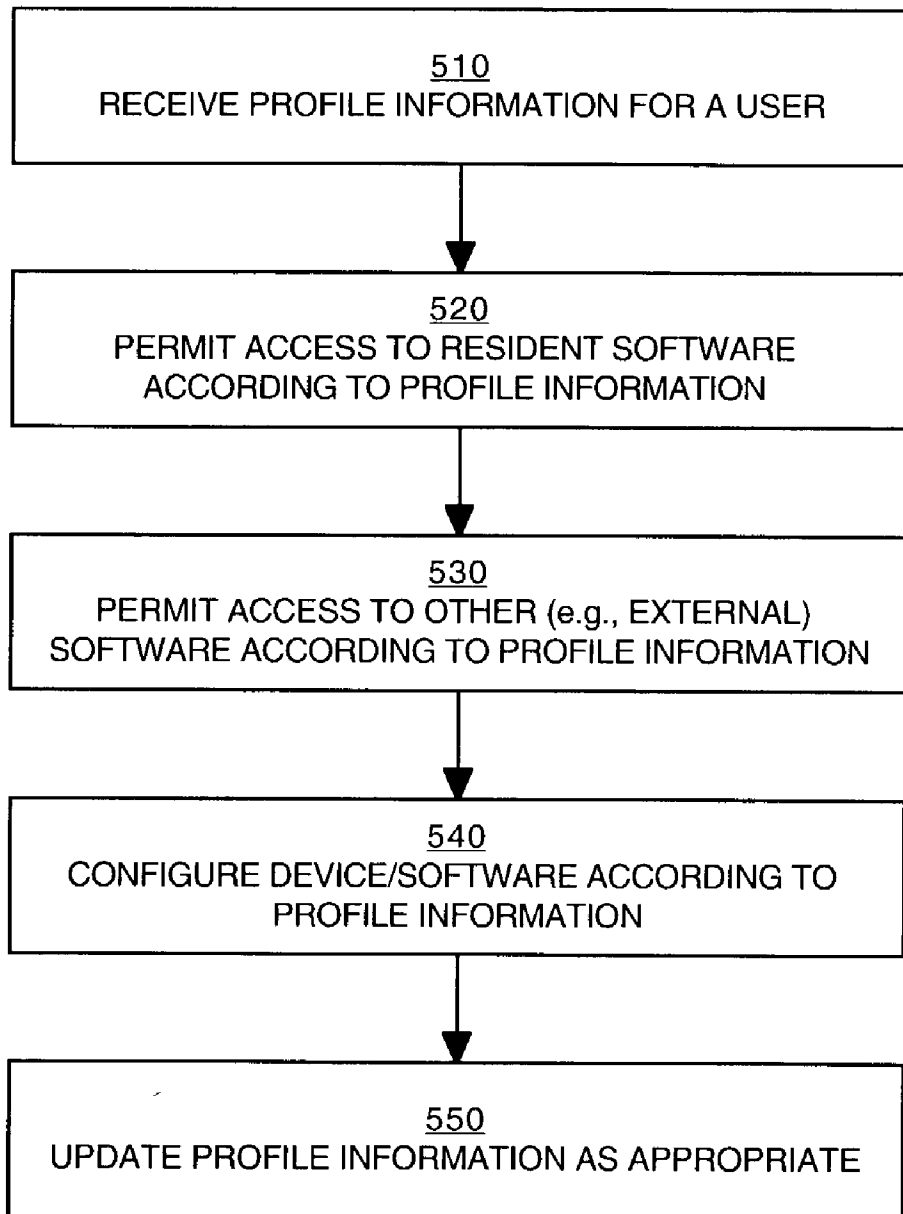 510
RECEIVE PROFILE INFORMATION FOR A USER
520
PERMIT ACCESS TO RESIDENT SOFTWARE
ACCORDING TO PROFILE INFORMATION
530
PERMIT ACCESS TO OTHER (e.g., EXTERNAL)
SOFTWARE ACCORDING TO PROFILE INFORMATION
540
CONFIGURE DEVICE/SOFTWARE ACCORDING TO
PROFILE INFORMATION
550
UPDATE PROFILE INFORMATION AS APPROPRIATE